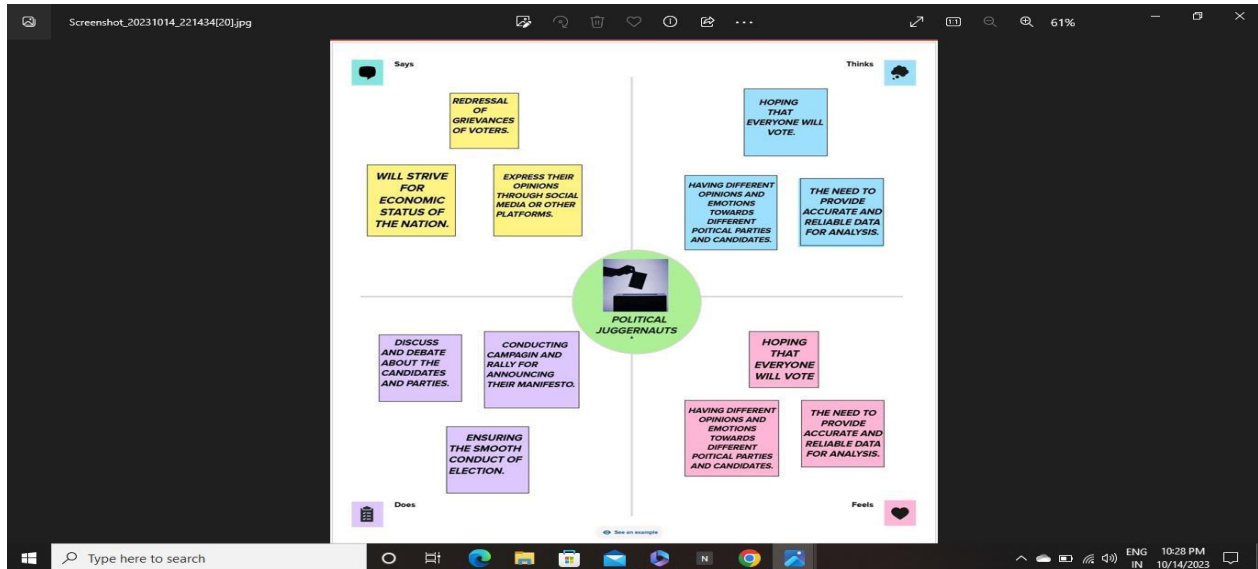 Screenshot_20231014_221434[20].jpg
61%
Says
Thinks
REDRESSAL
OF
GRIEVANCES
OF VOTERS.
WILL STRIVE
FOR
ECONOMIC
STATUS OF
THE NATION.
EXPRESS THEIR
OPINIONS
THROUGH SOCIAL
MEDIA OR OTHER
PLATFORMS.
HOPING
THAT
EVERYONE WILL
VOTE.
HAVING DIFFERENT
OPINIONS AND
EMOTIONS
TOWARDS
DIFFERENT
POITICAL PARTIES
AND CANDIDATES.
THE NEED TO
PROVIDE
ACCURATE AND
RELIABLE DATA
FOR ANALYSIS.
POLITICAL
JUGGERNAUTS
DISCUSS
AND DEBATE
ABOUT THE
CANDIDATES
AND PARTIES.
CONDUCTING
CAMPAGIN AND
RALLY FOR
ANNOUNCING
THEIR MANIFESTO.
ENSURING
THE SMOOTH
CONDUCT OF
ELECTION.
HOPING
THAT
EVERYONE
WILL VOTE
HAVING DIFFERENT
OPINIONS AND
EMOTIONS
TOWARDS
DIFFERENT
POITICAL PARTIES
AND CANDIDATES.
THE NEED TO
PROVIDE
ACCURATE AND
RELIABLE DATA
FOR ANALYSIS.
Does
Feels
See an example
Type here to search
N
ENG
IN
10:28 PM
10/14/2023